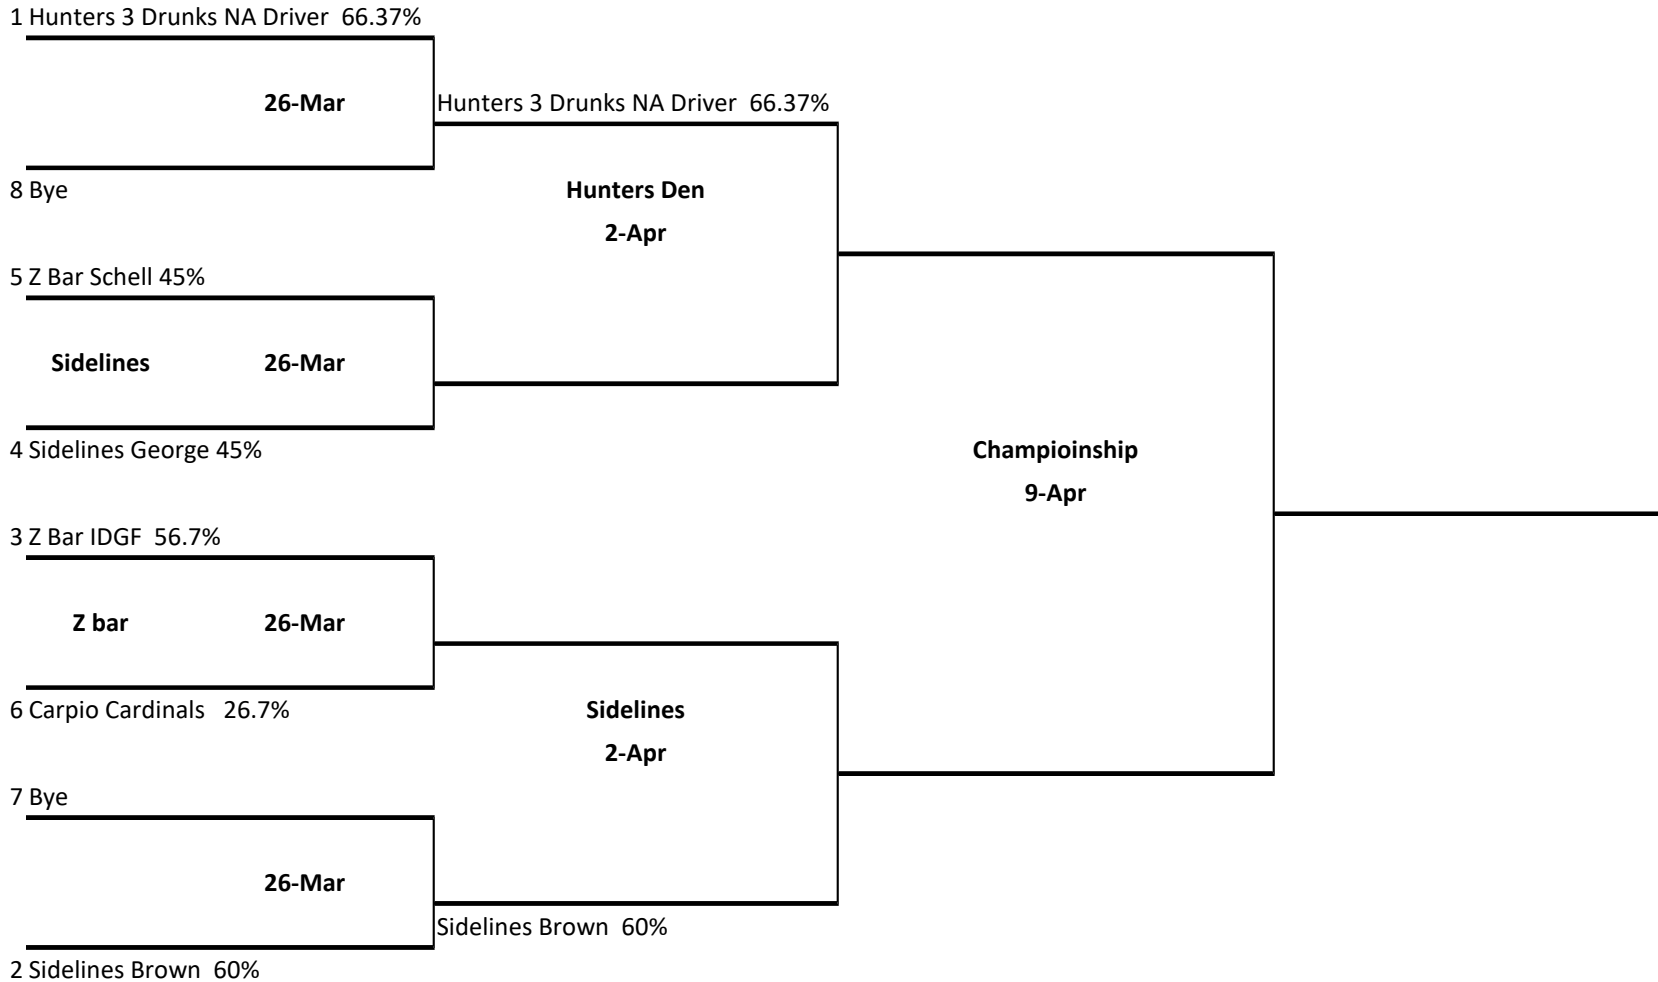 1 Hunters 3 Drunks NA Driver 66.37%
26-Mar
Hunters 3 Drunks NA Driver 66.37%
8 Bye
Hunters Den
2-Apr
5 Z Bar Schell 45%
Sidelines 26-Mar
4 Sidelines George 45%
Champioinship
9-Apr
3 Z Bar IDGF 56.7%
Z bar 26-Mar
6 Carpio Cardinals 26.7%
Sidelines
2-Apr
7 Bye
26-Mar
Sidelines Brown 60%
2 Sidelines Brown 60%